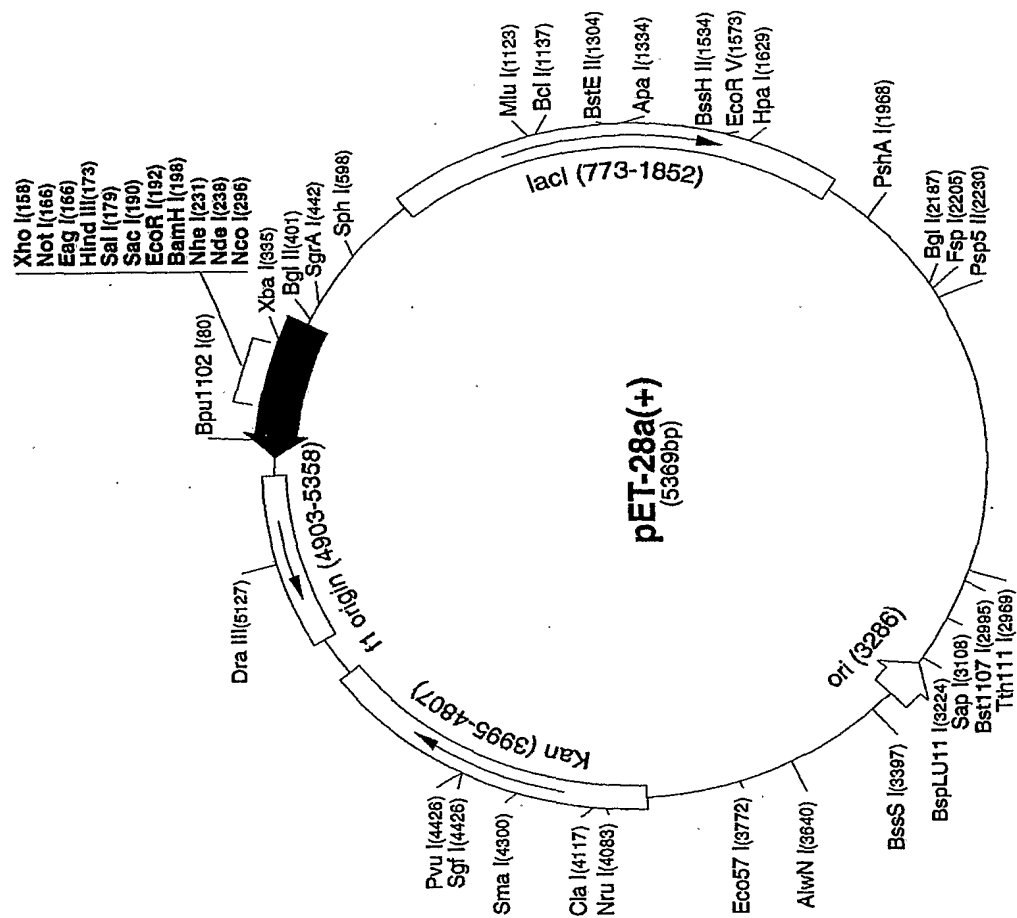 Xho I(158)
Not I(166)
Eag I(166)
HInd III(173)
Sal I(179)
Sac I(190)
EcoR I(192)
BamH I(198)
Nhe I(231)
Nde I(238)
Nco I(296)
Bpu1102 I(80)
Xba I(335)
Bgl II(401)
SgrA I(442)
Sph I(598)
Mlu I(1123)
Bcl I(1137)
BstE II(1304)
Apa I(1334)
BssH II(1534)
EcoR V(1573)
Hpa I(1629)
lacI (773-1852)
PshA I(1968)
Bgl I(2187)
Fsp I(2205)
Psp5 II(2230)
pET-28a(+)
(5369bp)
Dra III(5127)
f1 origin (4903-5358)
Kan (3995-4807)
ori (3286)
Pvu I(4426)
Sgf I(4426)
Sma I(4300)
Cla I(4117)
Nru I(4083)
Eco57 I(3772)
AlwN I(3640)
BssS I(3397)
BspLU11 I(3224)
Sap I(3108)
Bst1107 I(2995)
Tth111 I(2969)